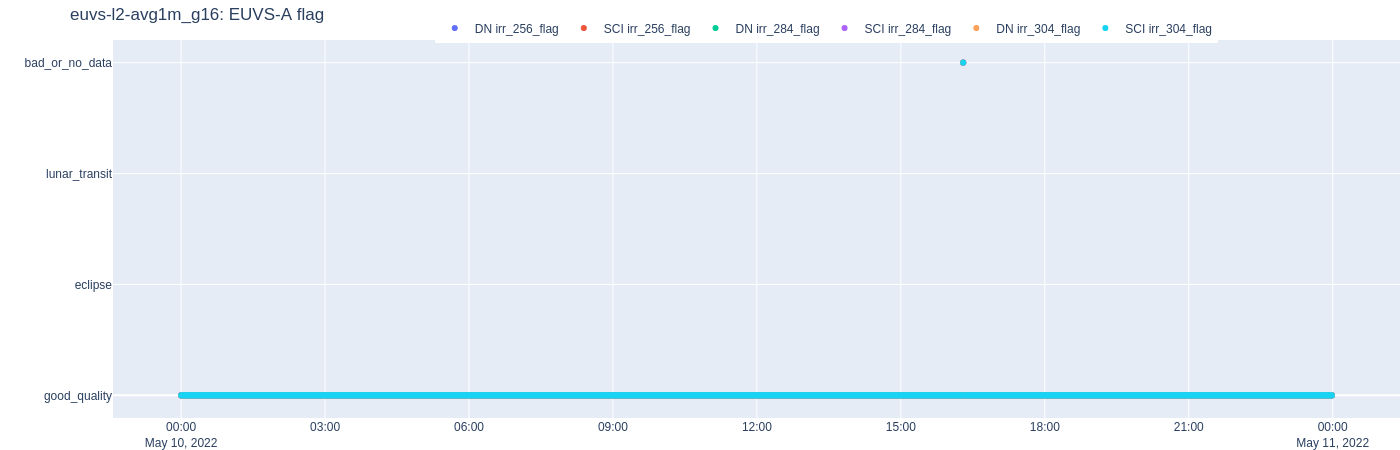 euvs-l2-avg1m_g16: EUVS-A flag
DN irr_256_flag SCI irr_256_flag DN irr_284_flag SCI irr_284_flag DN irr_304_flag SCI irr_304_flag
bad_or_no_data
lunar_transit
eclipse
good_quality
00:00 03:00 06:00 09:00 12:00 15:00 18:00 21:00 00:00
May 10, 2022 May 11, 2022